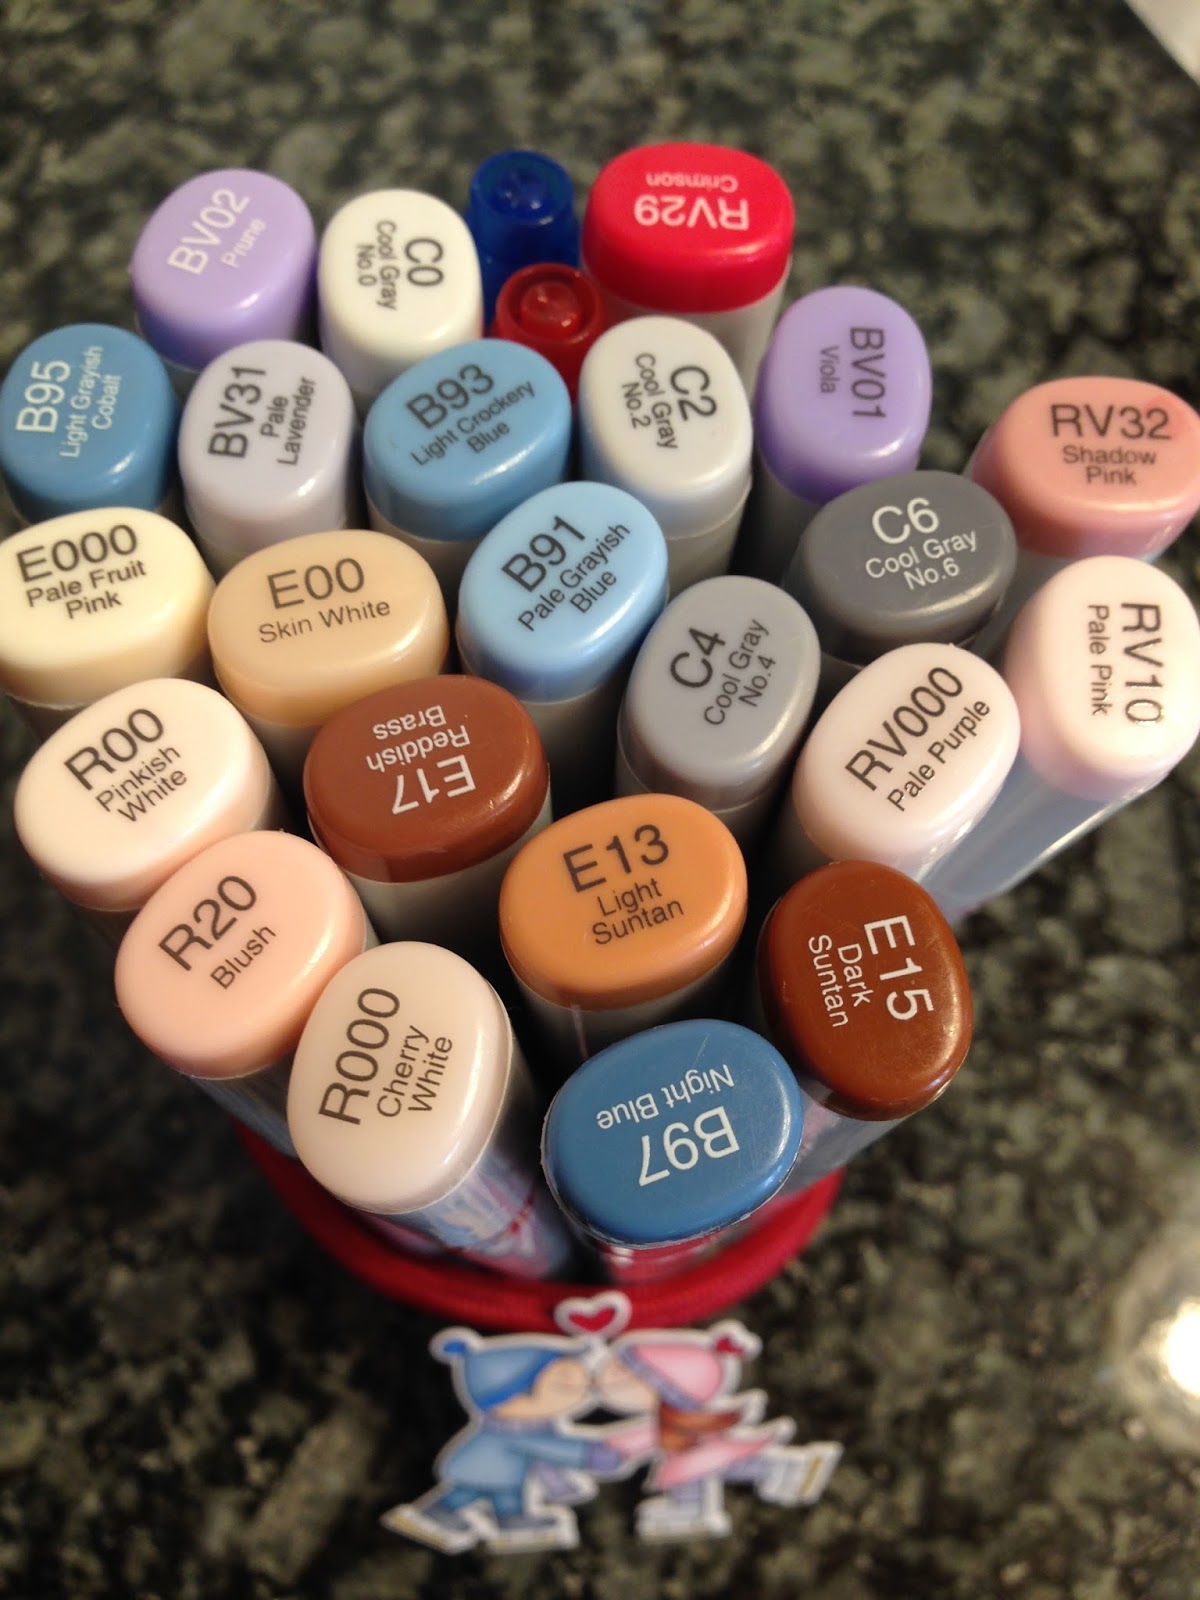 BV02
Prune
C0
Cool Gray
No.0
RV29
Crimson
B95
Light Grayish
Cobalt
BV31
Pale
Lavender
B93
Light Crockery
Blue
C2
Cool Gray
No.2
BV01
Viola
RV32
Shadow
Pink
E000
Pale Fruit
Pink
E00
Skin White
B91
Pale Grayish
Blue
C6
Cool Gray
No.6
C4
Cool Gray
No.4
RV10
Pale Pink
R00
Pinkish
White
E17
Reddish
Brass
RV000
Pale Purple
E13
Light
Suntan
R20
Blush
E15
Dark
Suntan
R000
Cherry
White
B97
Night Blue